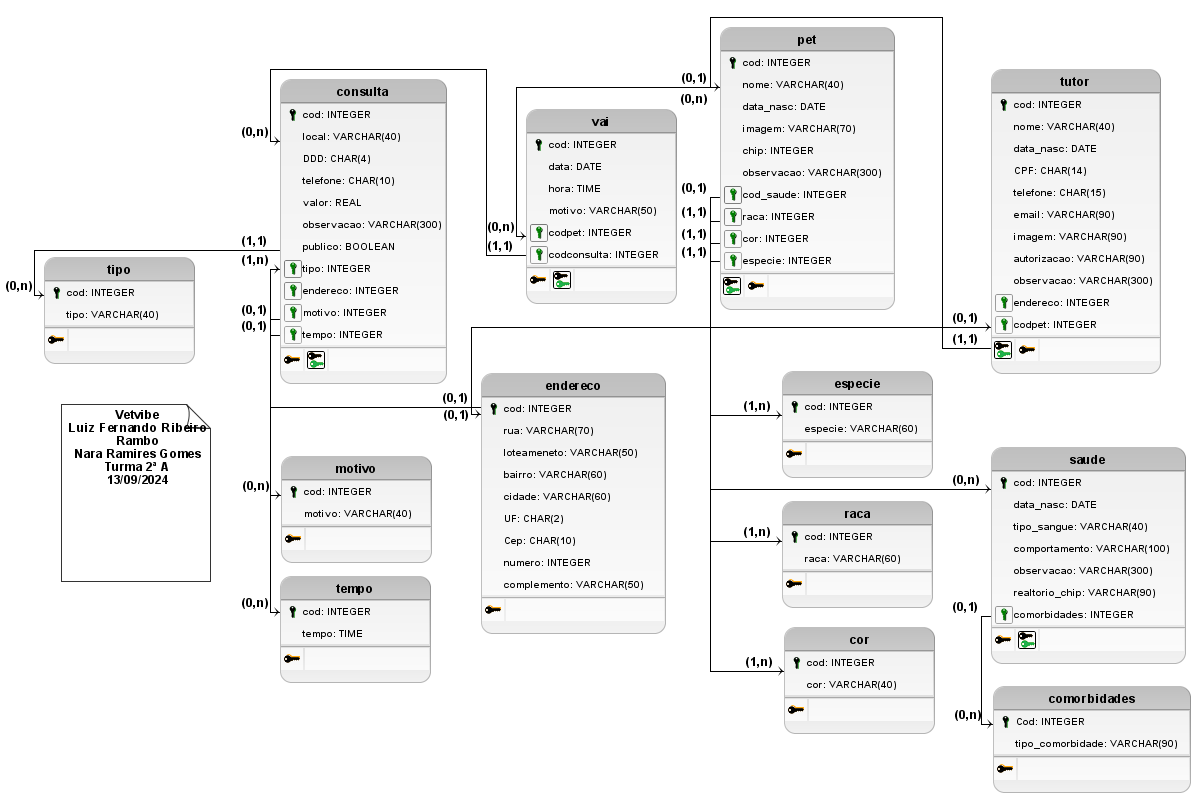 consulta
cod: INTEGER
local: VARCHAR(40)
DDD: CHAR(4)
telefone: CHAR(10)
valor: REAL
observacao: VARCHAR(300)
publico: BOOLEAN
tipo: INTEGER
endereco: INTEGER
motivo: INTEGER
tempo: INTEGER
(0,n)
(1,1)
(1,n)
(0,1)
(0,1)
tipo
cod: INTEGER
tipo: VARCHAR(40)
(0,n)
Vetvibe
Luiz Fernando Ribeiro
Rambo
Nara Ramires Gomes
Turma 2ª A
13/09/2024
motivo
cod: INTEGER
motivo: VARCHAR(40)
(0,n)
tempo
cod: INTEGER
tempo: TIME
(0,n)
vai
cod: INTEGER
data: DATE
hora: TIME
motivo: VARCHAR(50)
codpet: INTEGER
codconsulta: INTEGER
(0,n)
(1,1)
endereco
cod: INTEGER
rua: VARCHAR(70)
loteameneto: VARCHAR(50)
bairro: VARCHAR(60)
cidade: VARCHAR(60)
UF: CHAR(2)
Cep: CHAR(10)
numero: INTEGER
complemento: VARCHAR(50)
(0,1)
(0,1)
pet
cod: INTEGER
nome: VARCHAR(40)
data_nasc: DATE
imagem: VARCHAR(70)
chip: INTEGER
observacao: VARCHAR(300)
cod_saude: INTEGER
raca: INTEGER
cor: INTEGER
especie: INTEGER
(0,1)
(0,n)
(0,1)
(1,1)
(1,1)
(1,1)
tutor
cod: INTEGER
nome: VARCHAR(40)
data_nasc: DATE
CPF: CHAR(14)
telefone: CHAR(15)
email: VARCHAR(90)
imagem: VARCHAR(90)
autorizacao: VARCHAR(90)
observacao: VARCHAR(300)
endereco: INTEGER
codpet: INTEGER
(0,1)
(1,1)
especie
cod: INTEGER
especie: VARCHAR(60)
(1,n)
raca
cod: INTEGER
raca: VARCHAR(60)
(1,n)
cor
cod: INTEGER
cor: VARCHAR(40)
(1,n)
saude
cod: INTEGER
data_nasc: DATE
tipo_sangue: VARCHAR(40)
comportamento: VARCHAR(100)
observacao: VARCHAR(300)
realtorio_chip: VARCHAR(90)
comorbidades: INTEGER
(0,n)
(0,1)
comorbidades
Cod: INTEGER
tipo_comorbidade: VARCHAR(90)
(0,n)